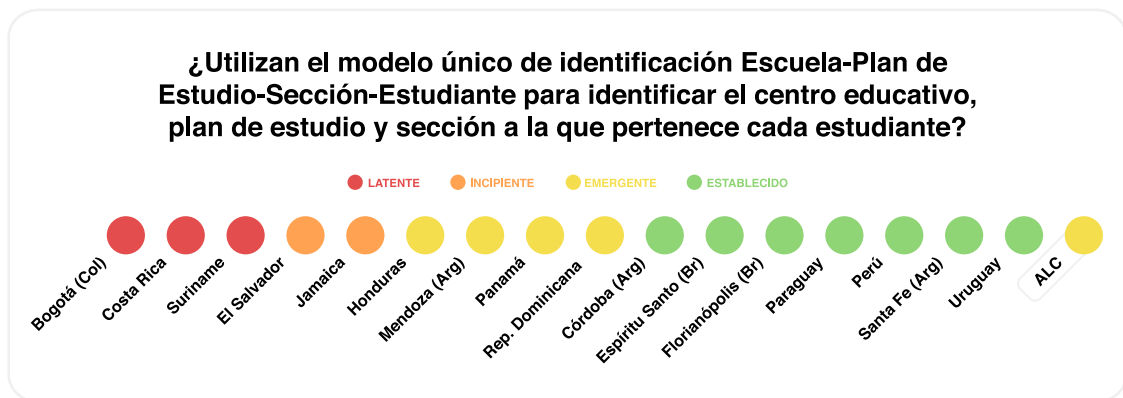 ¿Utilizan el modelo único de identificación Escuela-Plan de
Estudio-Sección-Estudiante para identificar el centro educativo,
plan de estudio y sección a la que pertenece cada estudiante?
LATENTE
INCIPIENTE
EMERGENTE
ESTABLECIDO
Bogotá (Col)
Costa Rica
Suriname
El Salvador
Jamaica
Honduras
Mendoza (Arg)
Panamá
Rep. Dominicana
Córdoba (Arg)
Espíritu Santo (Br)
Florianópolis (Br)
Paraguay
Perú
Santa Fe (Arg)
Uruguay
ALC